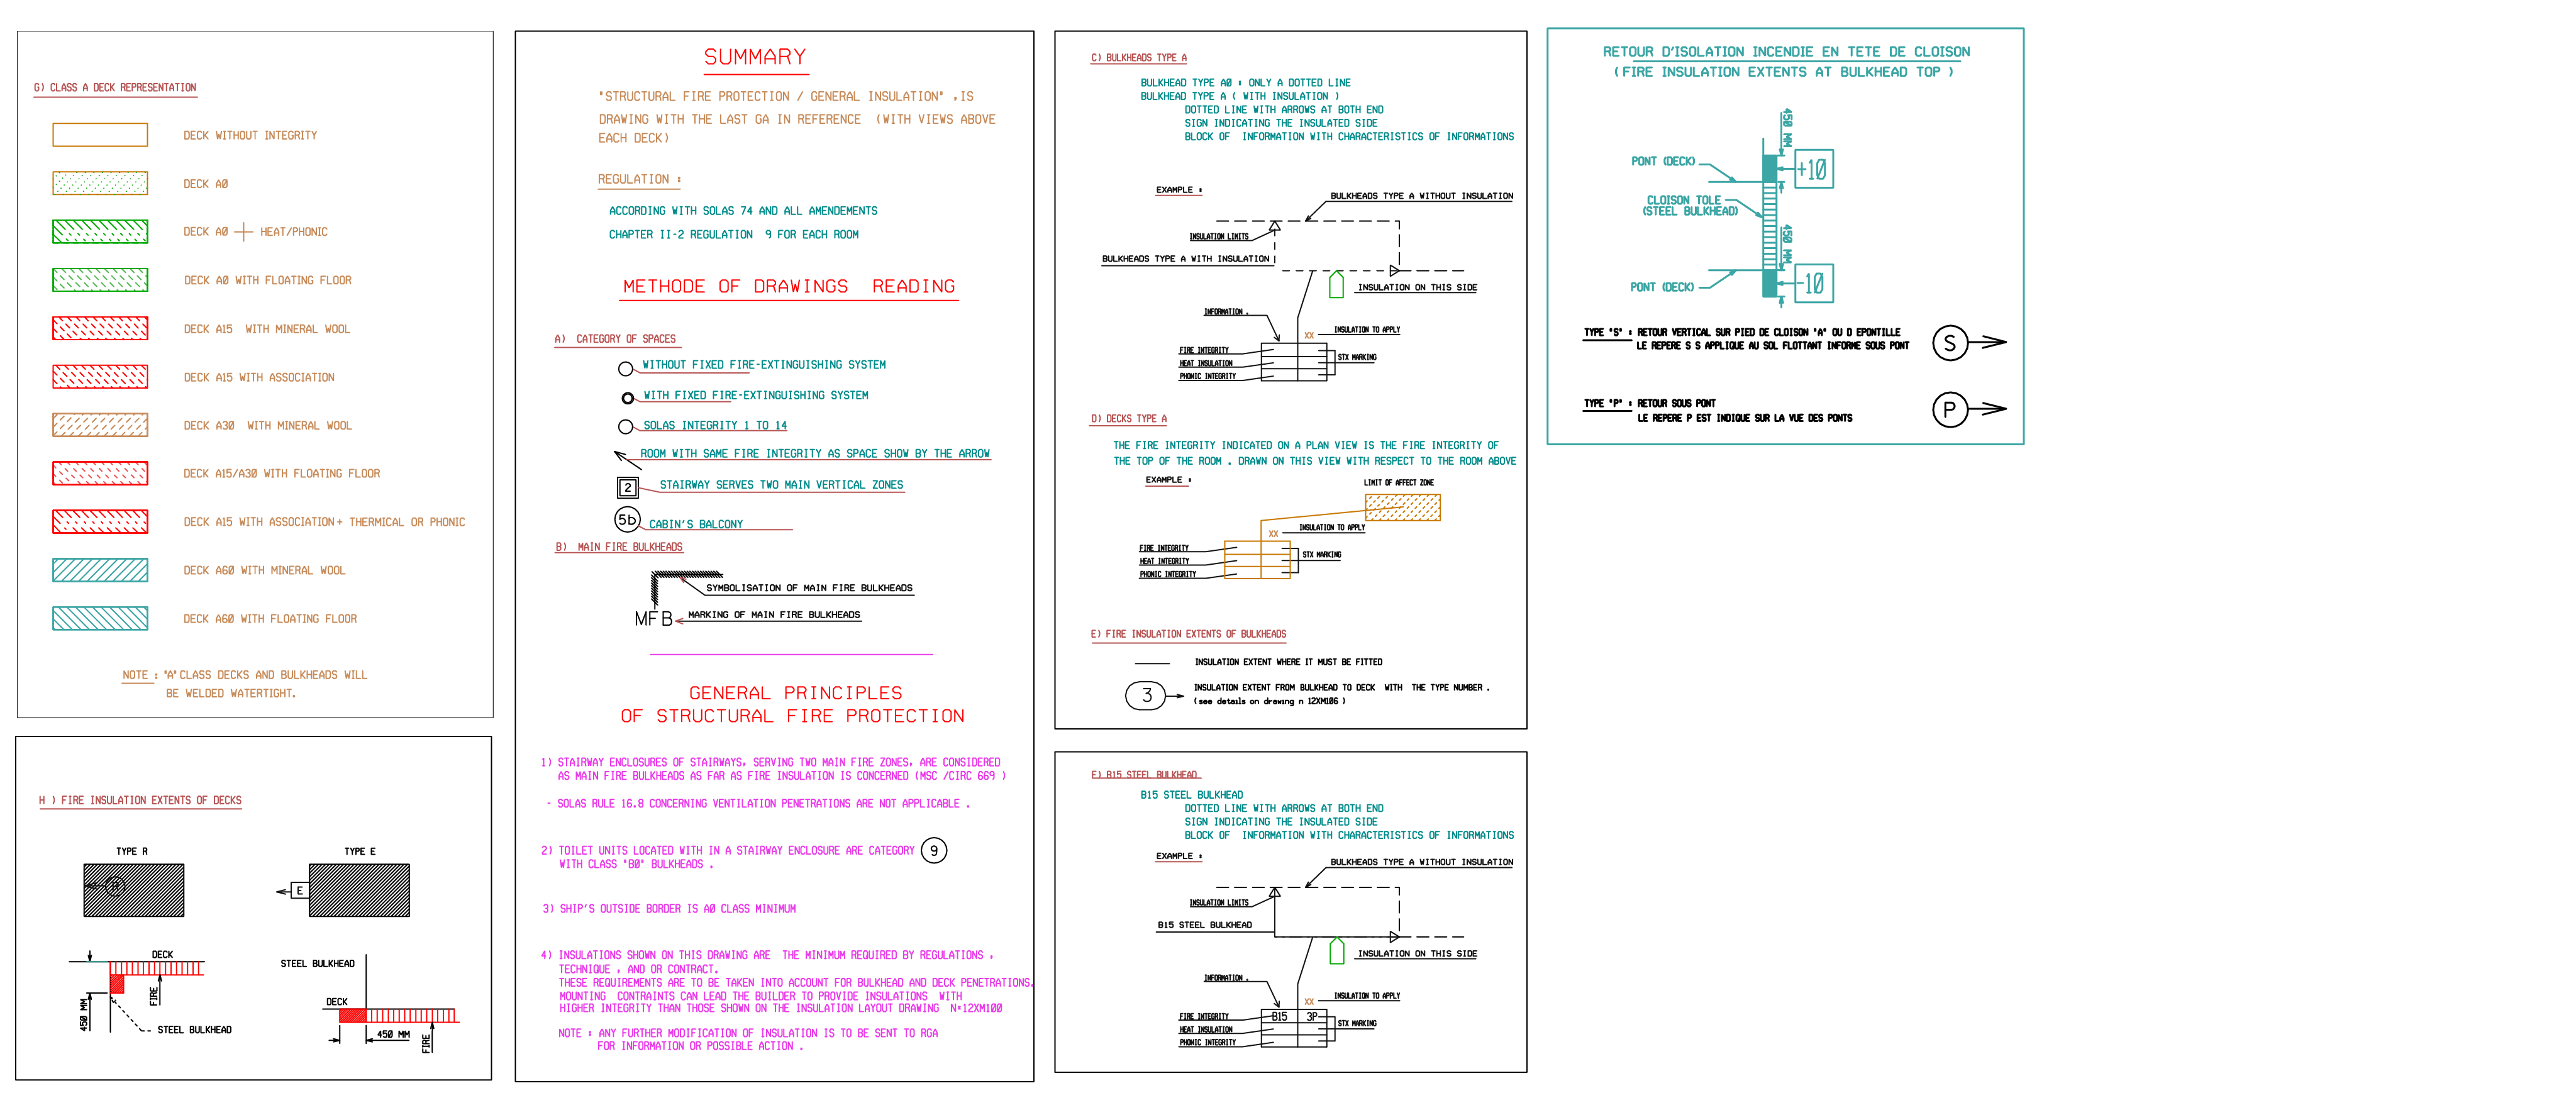 G) CLASS A DECK REPRESENTATION
DECK WITHOUT INTEGRITY
DECK A0
DECK A0 + HEAT/PHONIC
DECK A0 WITH FLOATING FLOOR
DECK A15 WITH MINERAL WOOL
DECK A15 WITH ASSOCIATION
DECK A30 WITH MINERAL WOOL
DECK A15/A30 WITH FLOATING FLOOR
DECK A15 WITH ASSOCIATION+ THERMICAL OR PHONIC
DECK A60 WITH MINERAL WOOL
DECK A60 WITH FLOATING FLOOR
NOTE : "A" CLASS DECKS AND BULKHEADS WILL
BE WELDED WATERTIGHT.
H ) FIRE INSULATION EXTENTS OF DECKS
TYPE R
TYPE E
R
E
DECK
450 MM
FIRE
STEEL BULKHEAD
STEEL BULKHEAD
DECK
450 MM
FIRE
SUMMARY
"STRUCTURAL FIRE PROTECTION / GENERAL INSULATION" ,IS
DRAWING WITH THE LAST GA IN REFERENCE (WITH VIEWS ABOVE
EACH DECK)
REGULATION :
ACCORDING WITH SOLAS 74 AND ALL AMENDEMENTS
CHAPTER II-2 REGULATION 9 FOR EACH ROOM
METHODE OF DRAWINGS READING
A) CATEGORY OF SPACES
WITHOUT FIXED FIRE-EXTINGUISHING SYSTEM
WITH FIXED FIRE-EXTINGUISHING SYSTEM
SOLAS INTEGRITY 1 TO 14
ROOM WITH SAME FIRE INTEGRITY AS SPACE SHOW BY THE ARROW
2 STAIRWAY SERVES TWO MAIN VERTICAL ZONES
5b CABIN'S BALCONY
B) MAIN FIRE BULKHEADS
SYMBOLISATION OF MAIN FIRE BULKHEADS
MFB MARKING OF MAIN FIRE BULKHEADS
GENERAL PRINCIPLES
OF STRUCTURAL FIRE PROTECTION
1) STAIRWAY ENCLOSURES OF STAIRWAYS, SERVING TWO MAIN FIRE ZONES, ARE CONSIDERED
AS MAIN FIRE BULKHEADS AS FAR AS FIRE INSULATION IS CONCERNED (MSC /CIRC 669 )
- SOLAS RULE 16.8 CONCERNING VENTILATION PENETRATIONS ARE NOT APPLICABLE .
2) TOILET UNITS LOCATED WITH IN A STAIRWAY ENCLOSURE ARE CATEGORY 9
WITH CLASS "B0" BULKHEADS .
3) SHIP'S OUTSIDE BORDER IS A0 CLASS MINIMUM
4) INSULATIONS SHOWN ON THIS DRAWING ARE THE MINIMUM REQUIRED BY REGULATIONS ,
TECHNIQUE , AND OR CONTRACT.
THESE REQUIREMENTS ARE TO BE TAKEN INTO ACCOUNT FOR BULKHEAD AND DECK PENETRATIONS.
MOUNTING CONTRAINTS CAN LEAD THE BUILDER TO PROVIDE INSULATIONS WITH
HIGHER INTEGRITY THAN THOSE SHOWN ON THE INSULATION LAYOUT DRAWING N°12XM100
NOTE : ANY FURTHER MODIFICATION OF INSULATION IS TO BE SENT TO RGA
FOR INFORMATION OR POSSIBLE ACTION .
C) BULKHEADS TYPE A
BULKHEAD TYPE A0 : ONLY A DOTTED LINE
BULKHEAD TYPE A ( WITH INSULATION )
DOTTED LINE WITH ARROWS AT BOTH END
SIGN INDICATING THE INSULATED SIDE
BLOCK OF INFORMATION WITH CHARACTERISTICS OF INFORMATIONS
EXAMPLE :
BULKHEADS TYPE A WITHOUT INSULATION
INSULATION LIMITS
BULKHEADS TYPE A WITH INSULATION
INSULATION ON THIS SIDE
INFORMATION .
XX
INSULATION TO APPLY
FIRE INTEGRITY
HEAT INSULATION
PHONIC INTEGRITY
STX MARKING
D) DECKS TYPE A
THE FIRE INTEGRITY INDICATED ON A PLAN VIEW IS THE FIRE INTEGRITY OF
THE TOP OF THE ROOM . DRAWN ON THIS VIEW WITH RESPECT TO THE ROOM ABOVE
EXAMPLE :
LIMIT OF AFFECT ZONE
XX
INSULATION TO APPLY
FIRE INTEGRITY
HEAT INTEGRITY
PHONIC INTEGRITY
STX MARKING
E) FIRE INSULATION EXTENTS OF BULKHEADS
INSULATION EXTENT WHERE IT MUST BE FITTED
3
INSULATION EXTENT FROM BULKHEAD TO DECK WITH THE TYPE NUMBER .
(see details on drawing n 12XM106 )
F) B15 STEEL BULKHEAD
B15 STEEL BULKHEAD
DOTTED LINE WITH ARROWS AT BOTH END
SIGN INDICATING THE INSULATED SIDE
BLOCK OF INFORMATION WITH CHARACTERISTICS OF INFORMATIONS
EXAMPLE :
BULKHEADS TYPE A WITHOUT INSULATION
INSULATION LIMITS
B15 STEEL BULKHEAD
INSULATION ON THIS SIDE
INFORMATION .
XX
INSULATION TO APPLY
FIRE INTEGRITY
B15 3P
HEAT INSULATION
PHONIC INTEGRITY
STX MARKING
RETOUR D'ISOLATION INCENDIE EN TETE DE CLOISON
( FIRE INSULATION EXTENTS AT BULKHEAD TOP )
450 MM
PONT (DECK)
+10
CLOISON TOLE
(STEEL BULKHEAD)
450 MM
PONT (DECK)
-10
TYPE "S" : RETOUR VERTICAL SUR PIED DE CLOISON "A" OU D EPONTILLE
LE REPERE S S APPLIQUE AU SOL FLOTTANT INFORME SOUS PONT
S
TYPE "P" : RETOUR SOUS PONT
LE REPERE P EST INDIQUE SUR LA VUE DES PONTS
P